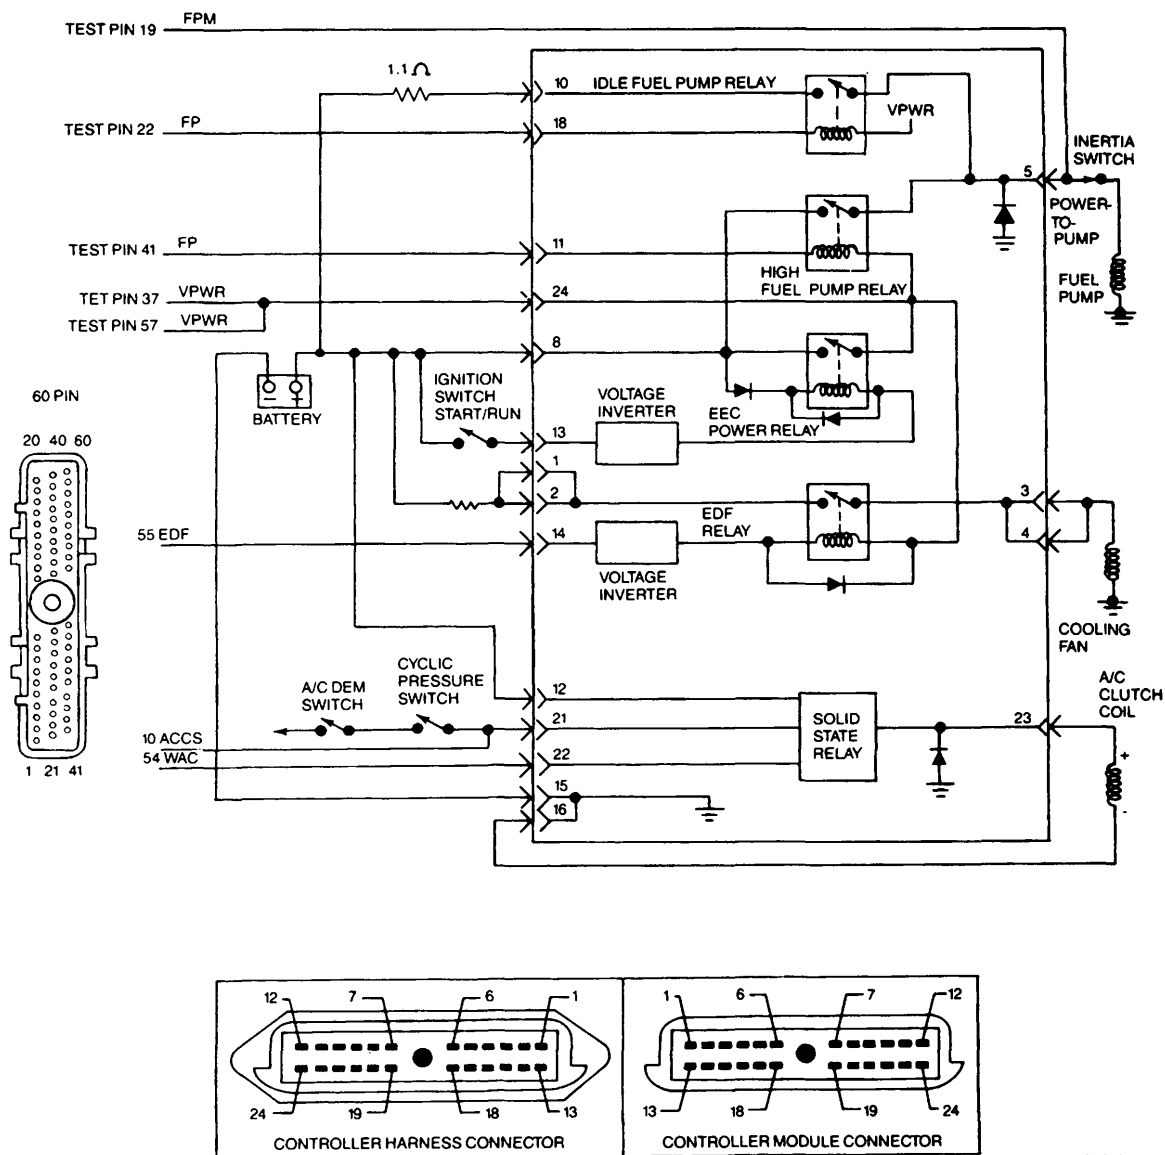 TEST PIN 19 FPM
1.1 Ω
10 IDLE FUEL PUMP RELAY
VPWR
TEST PIN 22 FP
18
INERTIA
SWITCH
5
POWER-
TO-
PUMP
TEST PIN 41 FP
11
HIGH
FUEL PUMP RELAY
FUEL
PUMP
TET PIN 37 VPWR
24
TEST PIN 57 VPWR
8
60 PIN
BATTERY
IGNITION
SWITCH
START/RUN
VOLTAGE
INVERTER
EEC
POWER RELAY
20 40 60
13
1
2
EDF
RELAY
3
4
55 EDF
14
VOLTAGE
INVERTER
COOLING
FAN
A/C DEM
SWITCH
CYCLIC
PRESSURE
SWITCH
12
A/C
CLUTCH
COIL
21
SOLID
STATE
RELAY
23
10 ACCS
54 WAC
22
+
-
1 21 41
15
16
12 7 6 1
24 19 18 13
CONTROLLER HARNESS CONNECTOR
1 6 7 12
13 18 19 24
CONTROLLER MODULE CONNECTOR